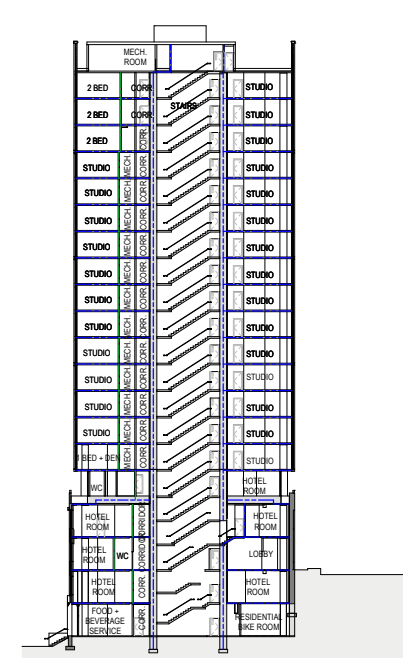 MECH.
ROOM
2 BED CORR. STUDIO
STAIRS
2 BED CORR. STUDIO
2 BED CORR. STUDIO
STUDIO MECH. CORR. STUDIO
STUDIO MECH. CORR. STUDIO
STUDIO MECH. CORR. STUDIO
STUDIO MECH. CORR. STUDIO
STUDIO MECH. CORR. STUDIO
STUDIO MECH. CORR. STUDIO
STUDIO MECH. CORR. STUDIO
STUDIO MECH. CORR. STUDIO
STUDIO MECH. CORR. STUDIO
STUDIO MECH. CORR. STUDIO
STUDIO MECH. CORR. STUDIO
1 BED + DEN MECH. CORR. STUDIO
WC HOTEL
ROOM
HOTEL
ROOM CORRIDOR HOTEL
ROOM
HOTEL
ROOM WC CORRIDOR LOBBY
HOTEL
ROOM CORR. HOTEL
ROOM
FOOD +
BEVERAGE
SERVICE CORR. RESIDENTIAL
BIKE ROOM